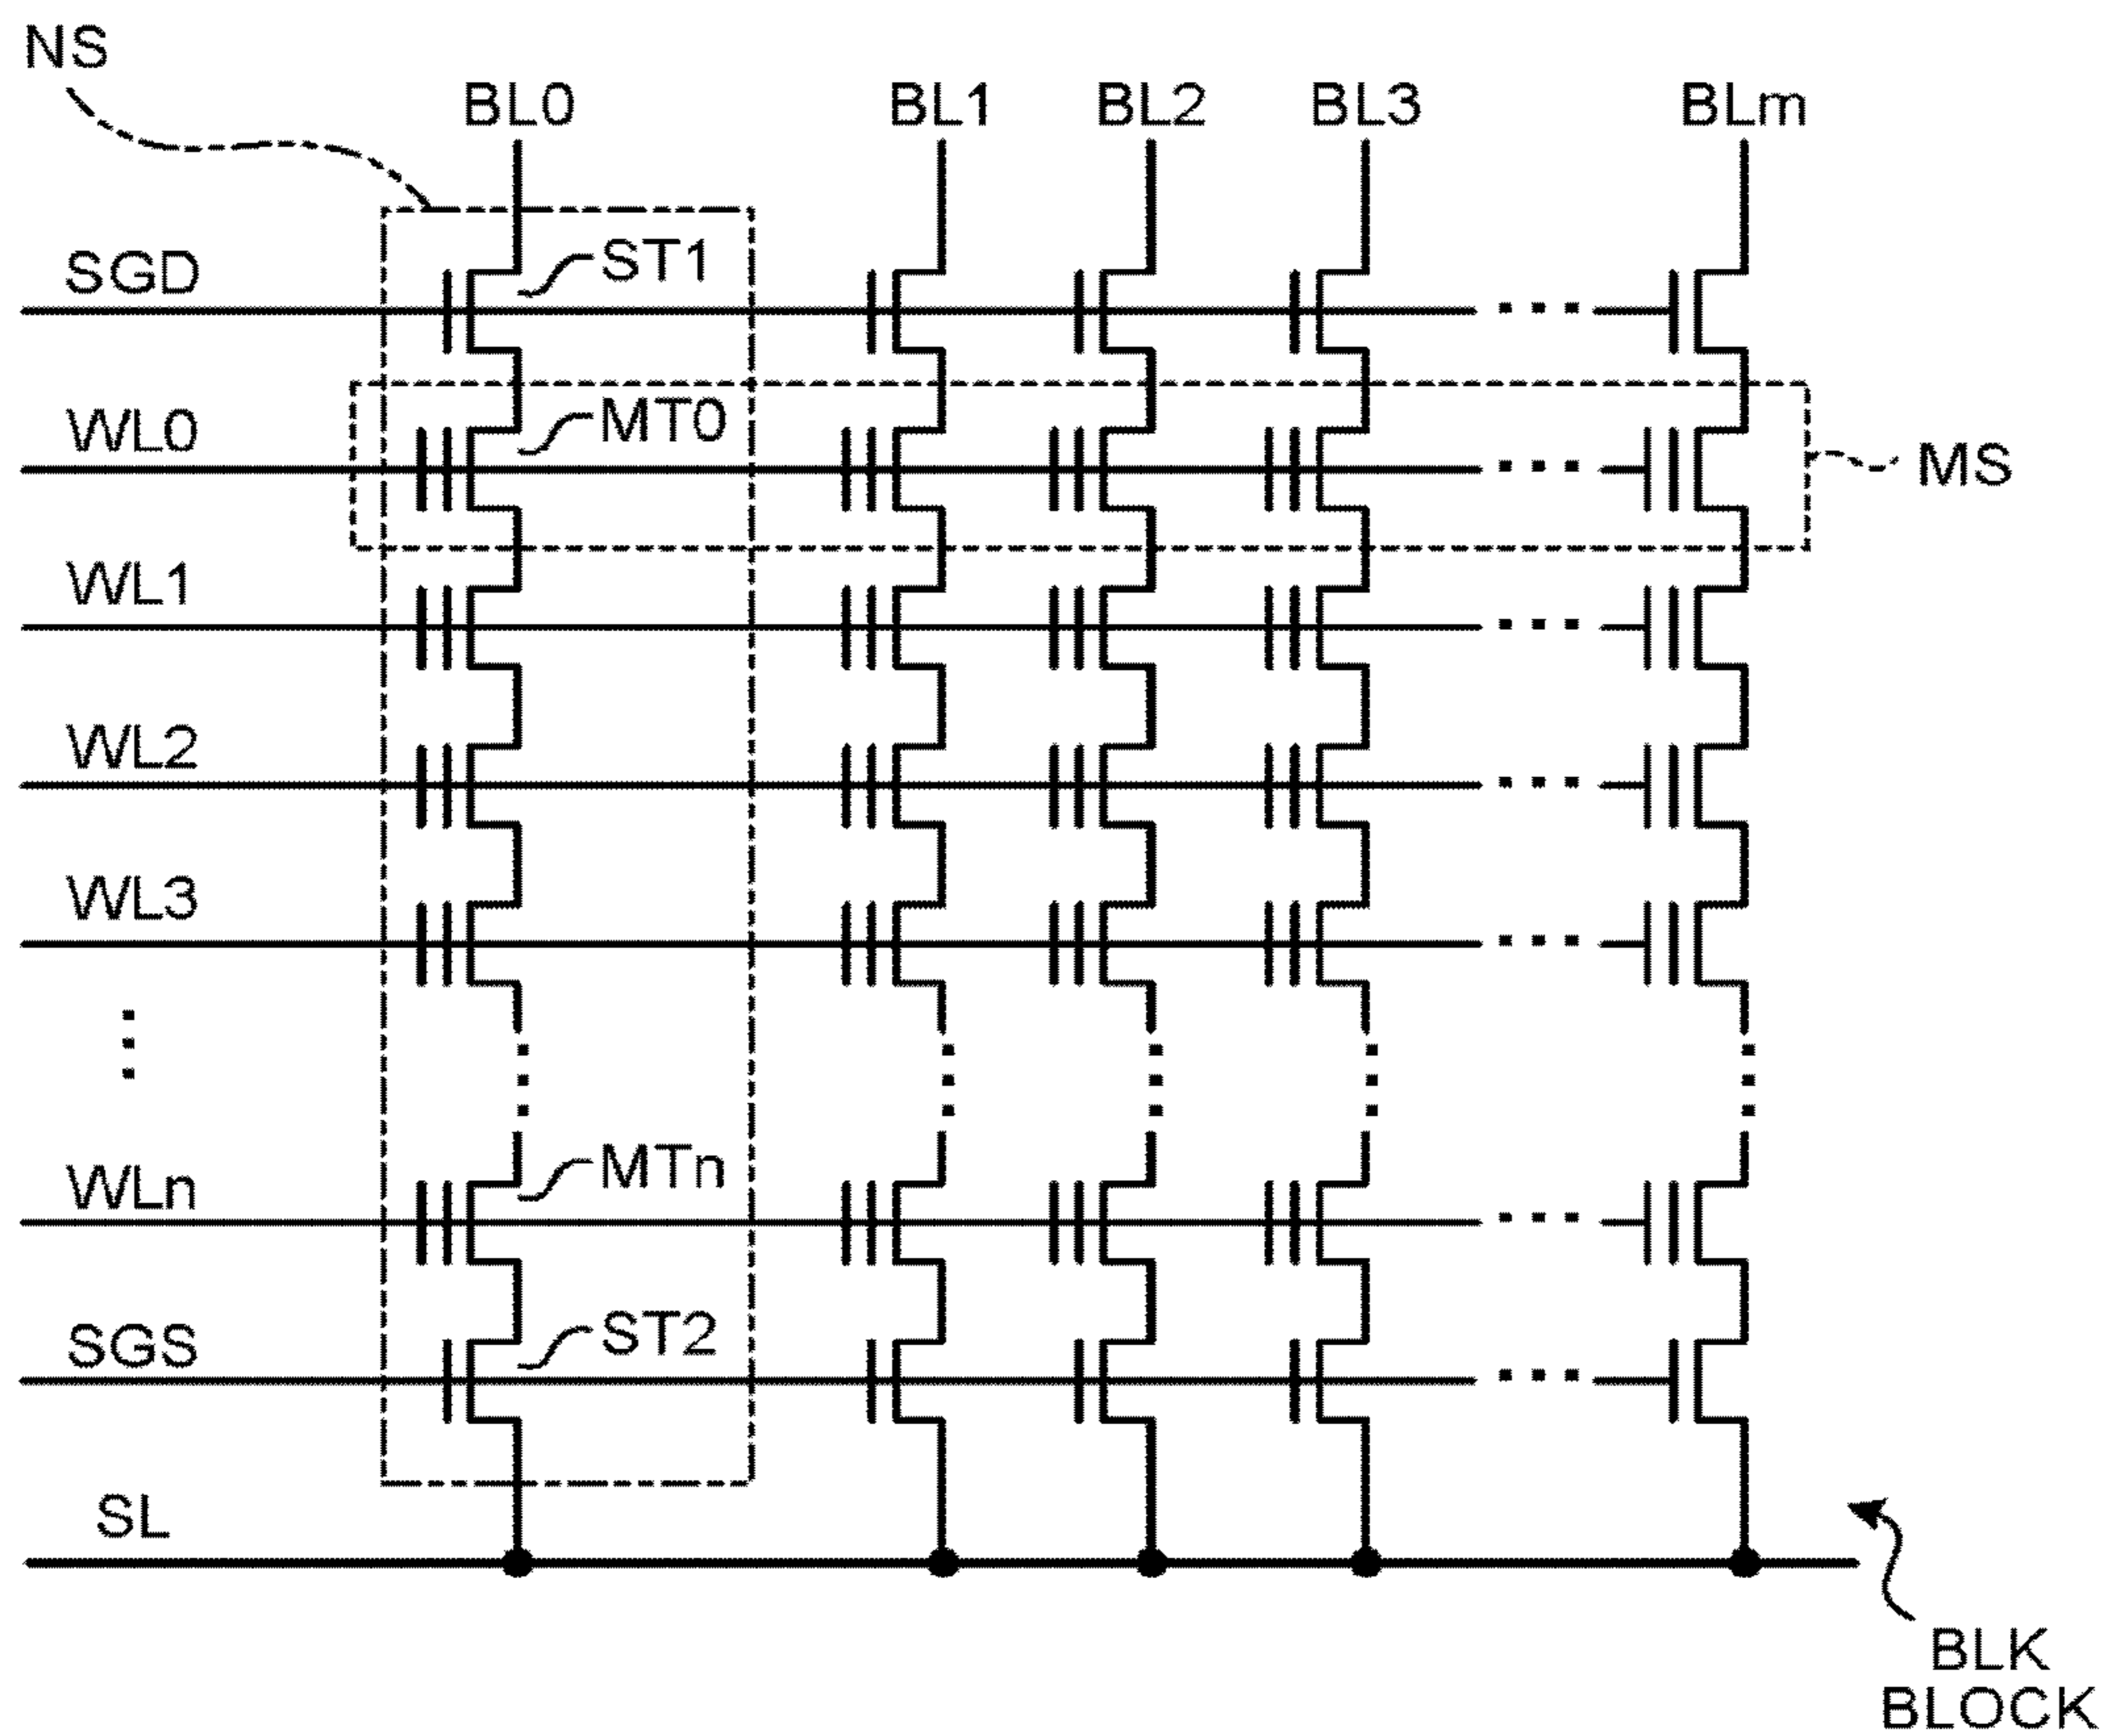 NS
BL0 BL1 BL2 BL3 BLm
SGD ST1
WL0 MT0 MS
WL1
WL2
WL3
WLn MTn
SGS ST2
SL
BLK
BLOCK